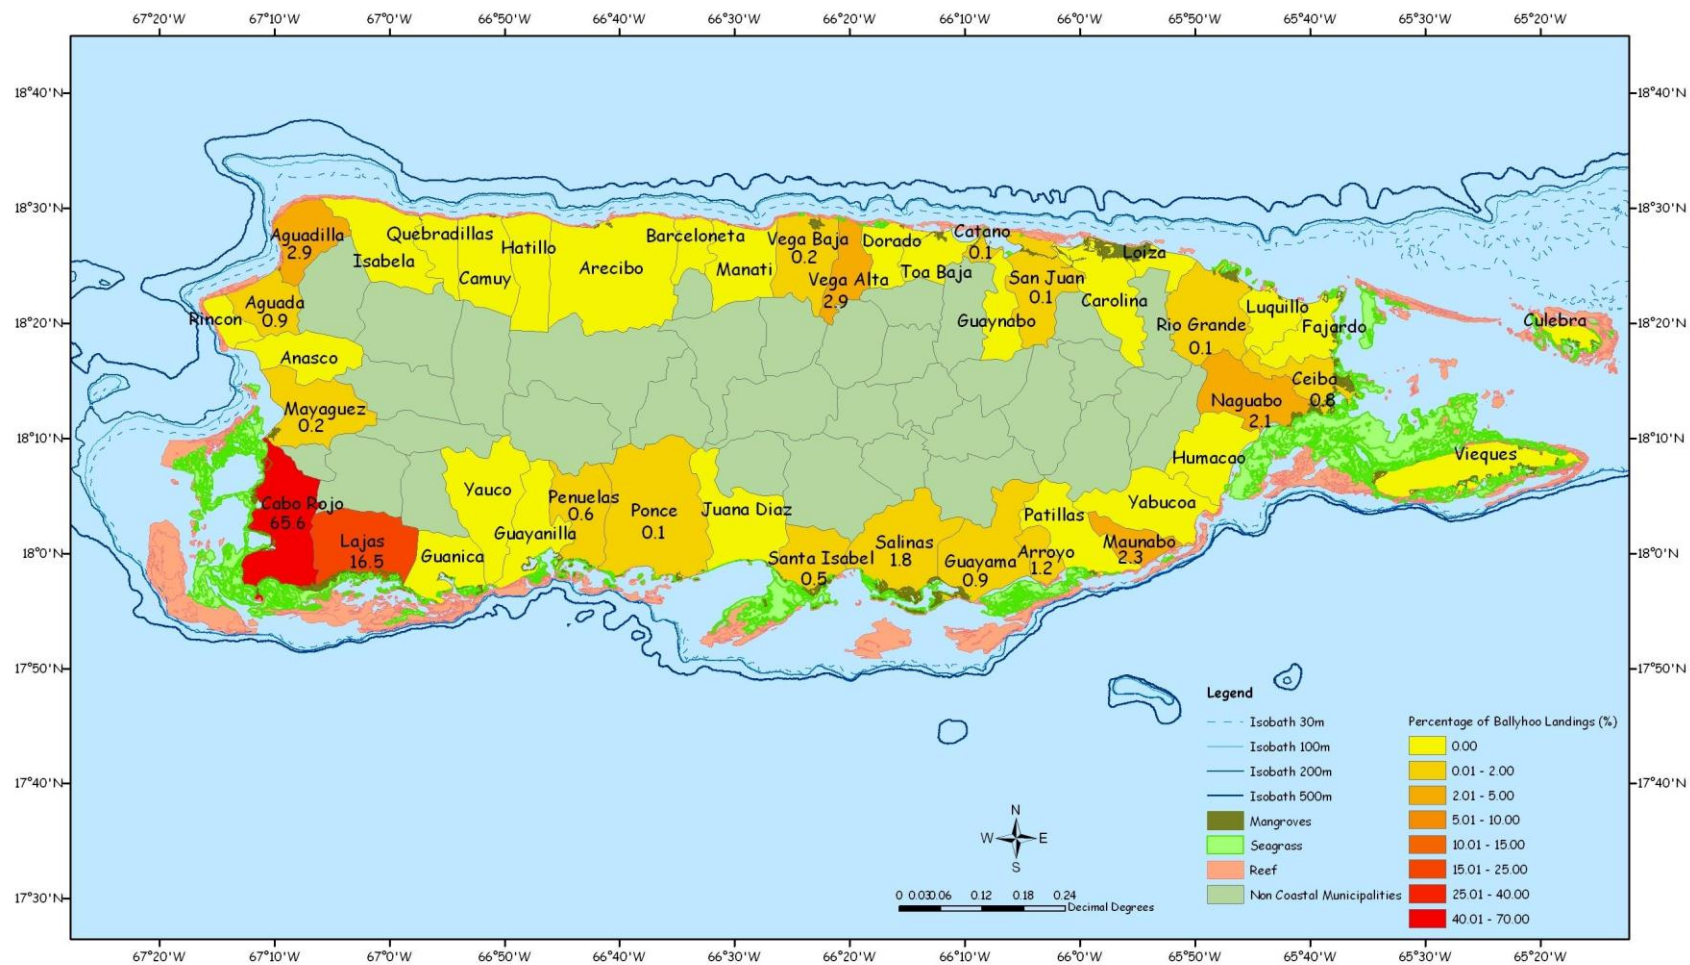 67°20'W 67°10'W 67°0'W 66°50'W 66°40'W 66°30'W 66°20'W 66°10'W 66°0'W 65°50'W 65°40'W 65°30'W 65°20'W
18°40'N 18°40'N
18°30'N 18°30'N
18°20'N 18°20'N
18°10'N 18°10'N
18°0'N 18°0'N
17°50'N 17°50'N
17°40'N 17°40'N
17°30'N 17°30'N
Aguadilla
2.9
Isabela
Quebradillas
Camuy
Hatillo
Arecibo
Barceloneta
Manati
Vega Baja
0.2
Vega Alta
2.9
Dorado
Toa Baja
Catano
0.1
Guaynabo
San Juan
0.1
Carolina
Loiza
Rio Grande
0.1
Luquillo
Fajardo
Culebra
Aguada
0.9
Rincon
Anasco
Mayaguez
0.2
Ceiba
0.8
Naguabo
2.1
Humacao
Vieques
Cabo Rojo
65.6
Lajas
16.5
Guanica
Yauco
Guayanilla
Penuelas
0.6
Ponce
0.1
Juana Diaz
Santa Isabel
0.5
Salinas
1.8
Guayama
0.9
Arroyo
1.2
Patillas
Yabucoa
Maunabo
2.3
Legend
Isobath 30m
Isobath 100m
Isobath 200m
Isobath 500m
Mangroves
Seagrass
Reef
Non Coastal Municipalities
Percentage of Ballyhoo Landings (%)
0.00
0.01 - 2.00
2.01 - 5.00
5.01 - 10.00
10.01 - 15.00
15.01 - 25.00
25.01 - 40.00
40.01 - 70.00
N
W E
S
0 0.03 0.06 0.12 0.18 0.24
Decimal Degrees
67°20'W 67°10'W 67°0'W 66°50'W 66°40'W 66°30'W 66°20'W 66°10'W 66°0'W 65°50'W 65°40'W 65°30'W 65°20'W